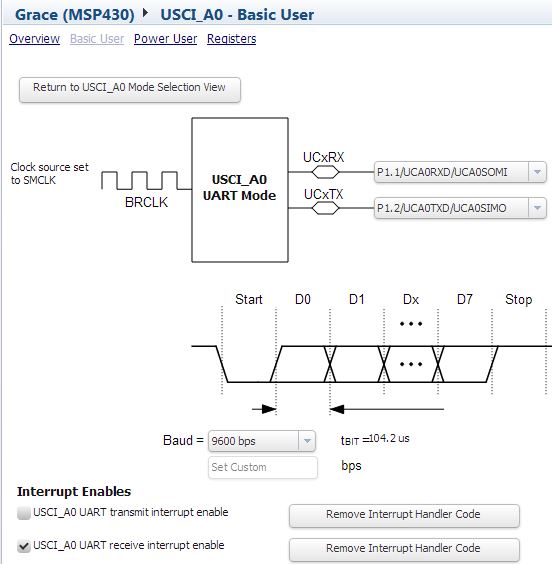 Grace (MSP430) USCI_A0 - Basic User
Overview Basic User Power User Registers
Return to USCI_A0 Mode Selection View
Clock source set
to SMCLK
BRCLK
USCI_A0
UART Mode
UCxRX
P1.1/UCA0RXD/UCA0SOMI
UCxTX
P1.2/UCA0TXD/UCA0SIMO
Start D0 D1 Dx D7 Stop
Baud = 9600 bps tBIT =104.2 us
Set Custom bps
Interrupt Enables
USCI_A0 UART transmit interrupt enable Remove Interrupt Handler Code
USCI_A0 UART receive interrupt enable Remove Interrupt Handler Code